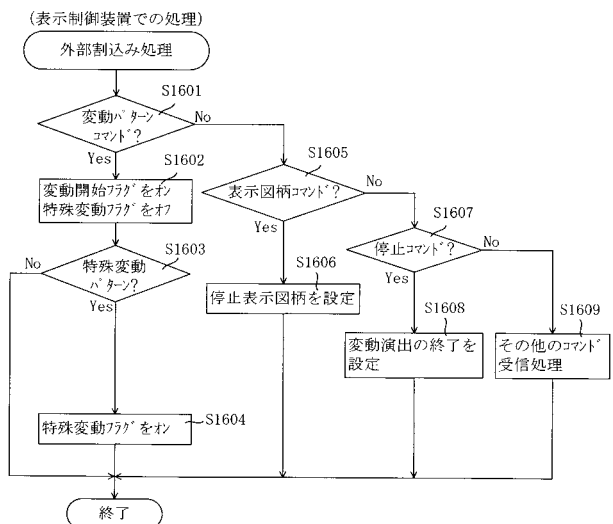 (表示制御装置での処理)
外部割込み処理
S1601
変動パターン
コマンド?
No
Yes
S1602
変動開始フラグをオン
特殊変動フラグをオフ
S1603
特殊変動
パターン?
No
Yes
特殊変動フラグをオン
S1604
終了
S1605
表示図柄コマンド?
No
Yes
S1606
停止表示図柄を設定
S1607
停止コマンド?
No
Yes
S1608
変動演出の終了を
設定
S1609
その他のコマンド
受信処理